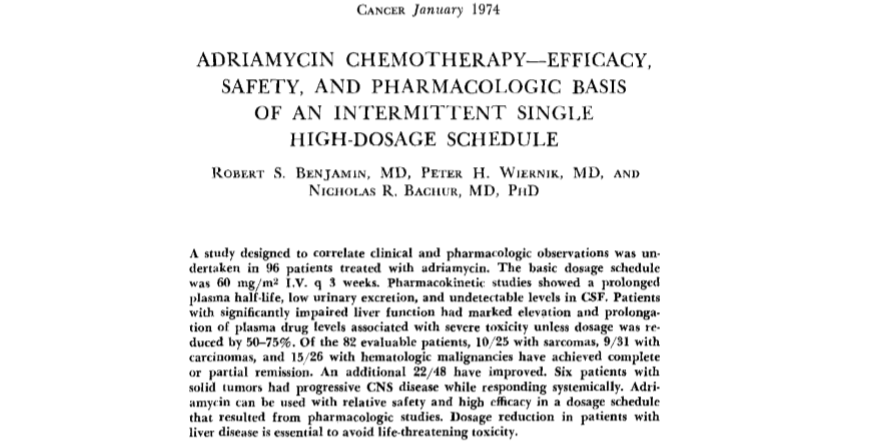 CANCER January 1974
ADRIAMYCIN CHEMOTHERAPY—EFFICACY,
SAFETY, AND PHARMACOLOGIC BASIS
OF AN INTERMITTENT SINGLE
HIGH-DOSAGE SCHEDULE
ROBERT S. BENJAMIN, MD, PETER H. WIERNIK, MD, AND
NICHOLAS R. BACHUR, MD, PHD
A study designed to correlate clinical and pharmacologic observations was un-
dertaken in 96 patients treated with adriamycin. The basic dosage schedule
was 60 mg/m² I.V. q 3 weeks. Pharmacokinetic studies showed a prolonged
plasma half-life, low urinary excretion, and undetectable levels in CSF. Patients
with significantly impaired liver function had marked elevation and prolonga-
tion of plasma drug levels associated with severe toxicity unless dosage was re-
duced by 50–75%. Of the 82 evaluable patients, 10/25 with sarcomas, 9/31 with
carcinomas, and 15/26 with hematologic malignancies have achieved complete
or partial remission. An additional 22/48 have improved. Six patients with
solid tumors had progressive CNS disease while responding systemically. Adri-
amycin can be used with relative safety and high efficacy in a dosage schedule
that resulted from pharmacologic studies. Dosage reduction in patients with
liver disease is essential to avoid life-threatening toxicity.